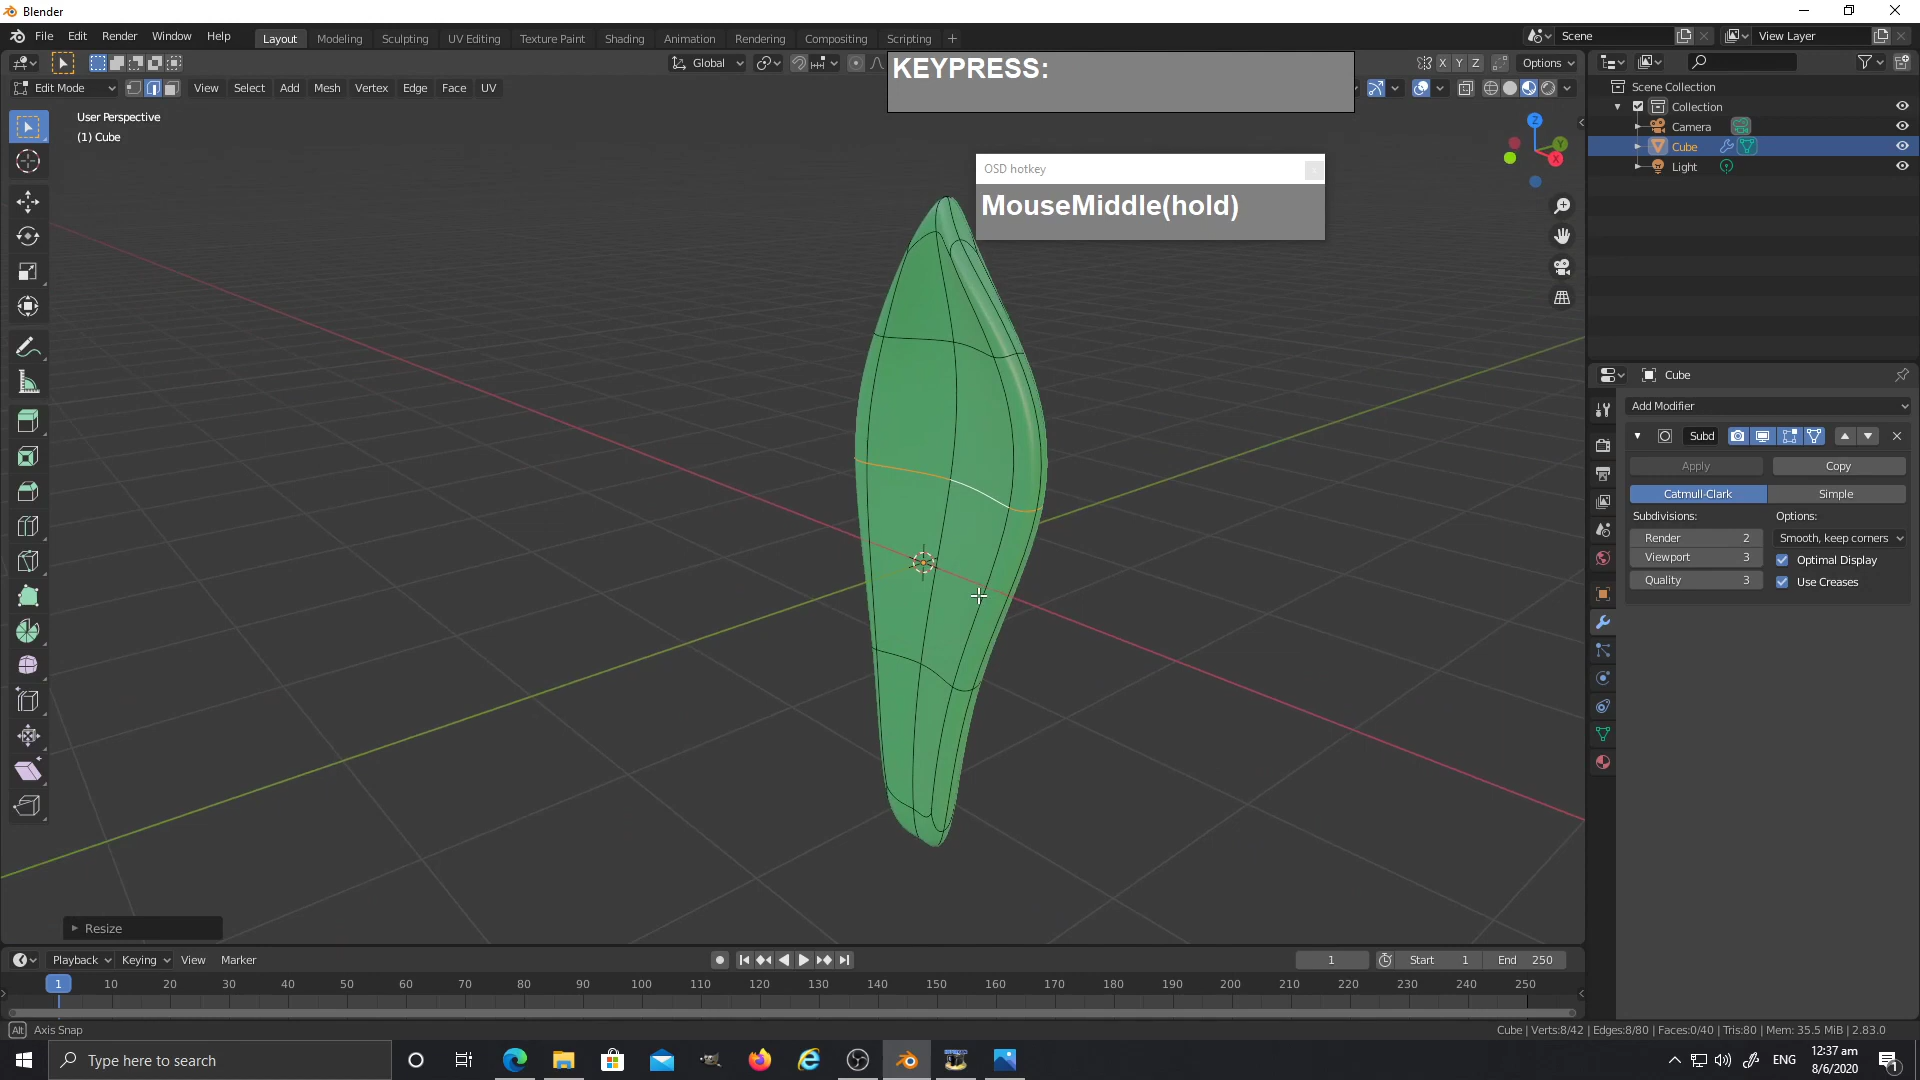 Blender
File Edit Render Window Help
Layout Modeling Sculpting UV Editing Texture Paint Shading Animation Rendering Compositing Scripting
Scene
View Layer
Global
X Y Z
Options
KEYPRESS:
Edit Mode View Select Add Mesh Vertex Edge Face UV
User Perspective
(1) Cube
OSD hotkey
MouseMiddle(hold)
Z
Y
X
Scene Collection
Collection
Camera
Cube
Light
Cube
Add Modifier
Subd
Apply Copy
Catmull-Clark Simple
Subdivisions: Options:
Render 2 Smooth, keep corners
Viewport 3 Optimal Display
Quality 3 Use Creases
Resize
Playback Keying View Marker
1 Start 1 End 250
1 10 20 30 40 50 60 70 80 90 100 110 120 130 140 150 160 170 180 190 200 210 220 230 240 250
Alt Axis Snap
Cube | Verts:8/42 | Edges:8/80 | Faces:0/40 | Tris:80 | Mem: 35.5 MiB | 2.83.0
Type here to search
ENG
12:37 am
8/6/2020
1